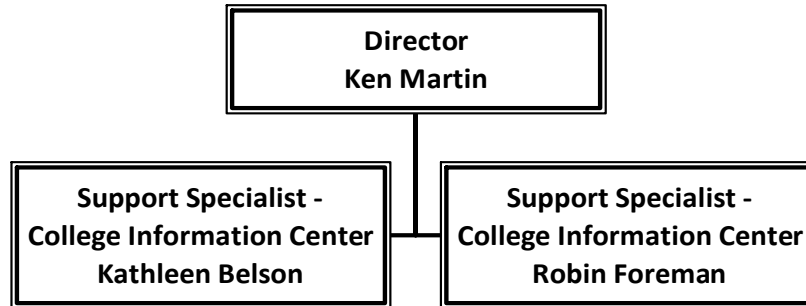 Director
Ken Martin
Support Specialist -
College Information Center
Kathleen Belson
Support Specialist -
College Information Center
Robin Foreman